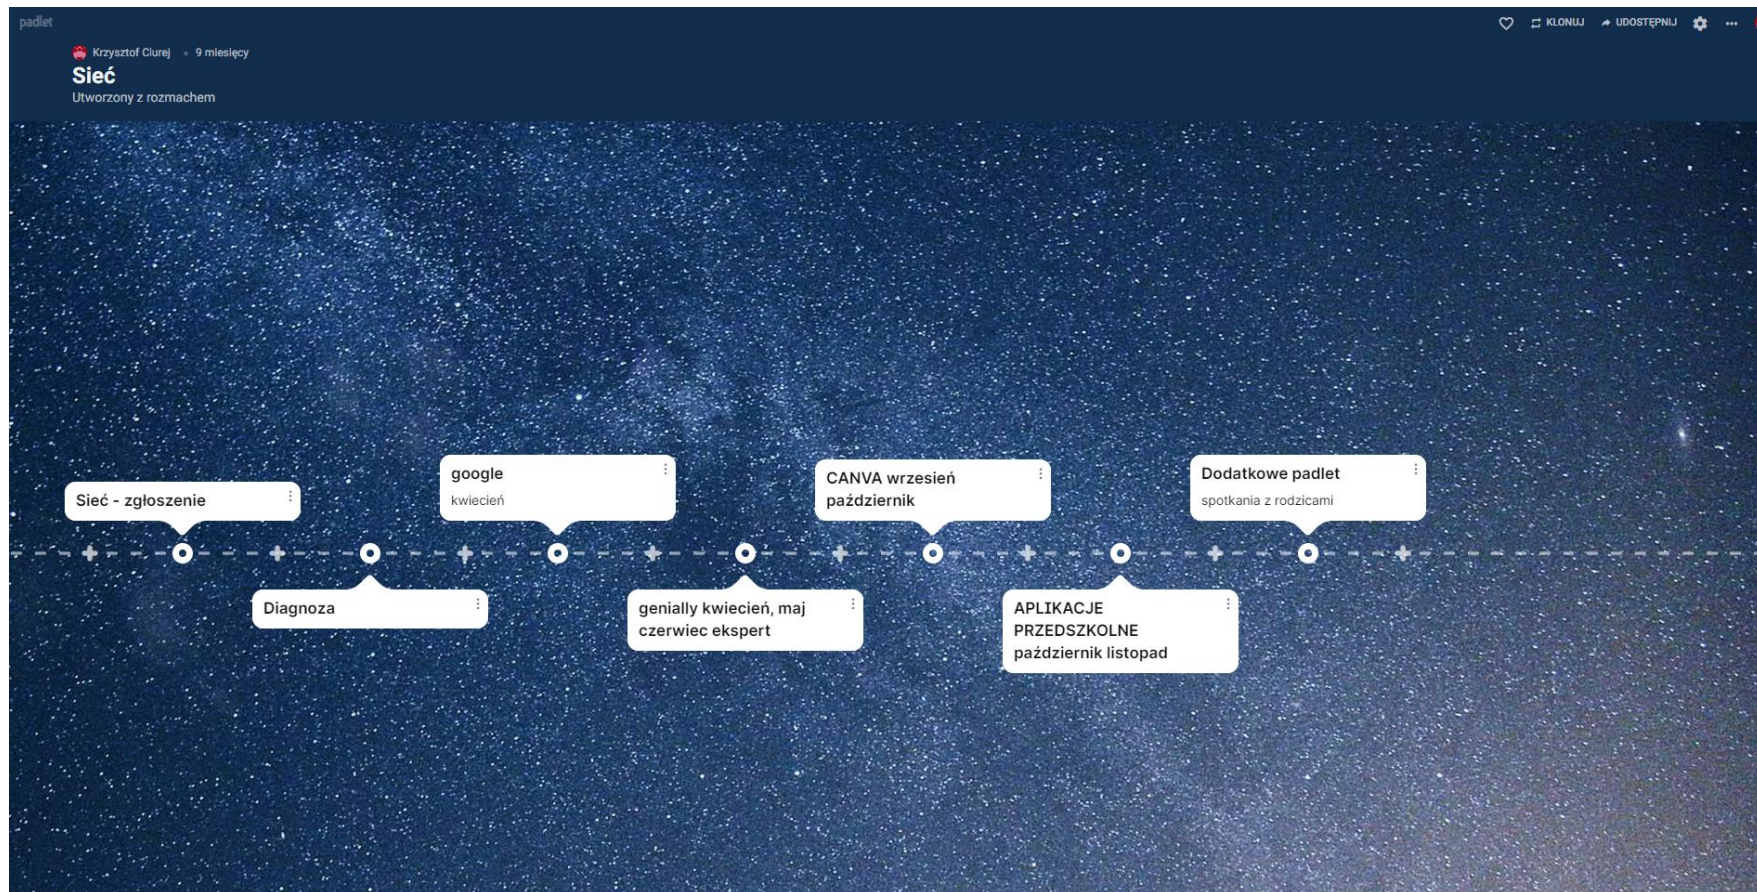 padlet
KLONUJ
UDOSTĘPNIJ
Krzysztof Ciurej • 9 miesięcy
Sieć
Utworzony z rozmachem
Sieć - zgłoszenie
Diagnoza
google
kwiecień
genially kwiecień, maj
czerwiec ekspert
CANVA wrzesień
październik
APLIKACJE
PRZEDSZKOLNE
październik listopad
Dodatkowe padlet
spotkania z rodzicami